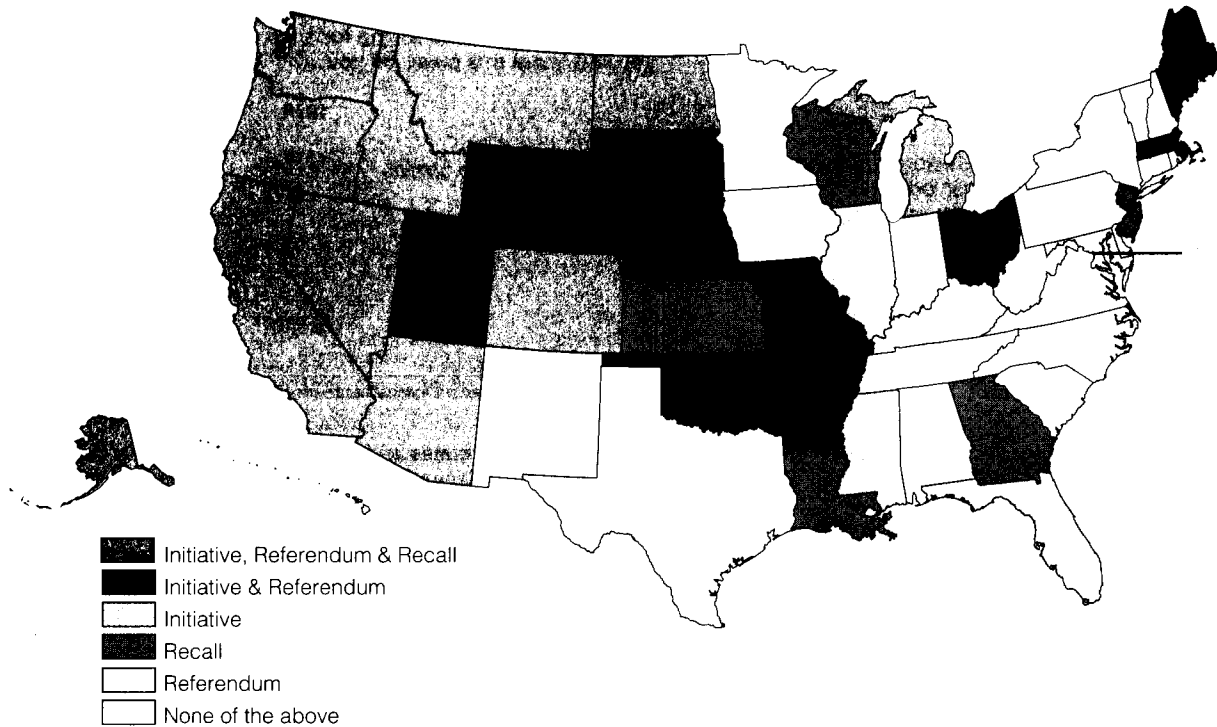 Initiative, Referendum & Recall
Initiative & Referendum
Initiative
Recall
Referendum
None of the above